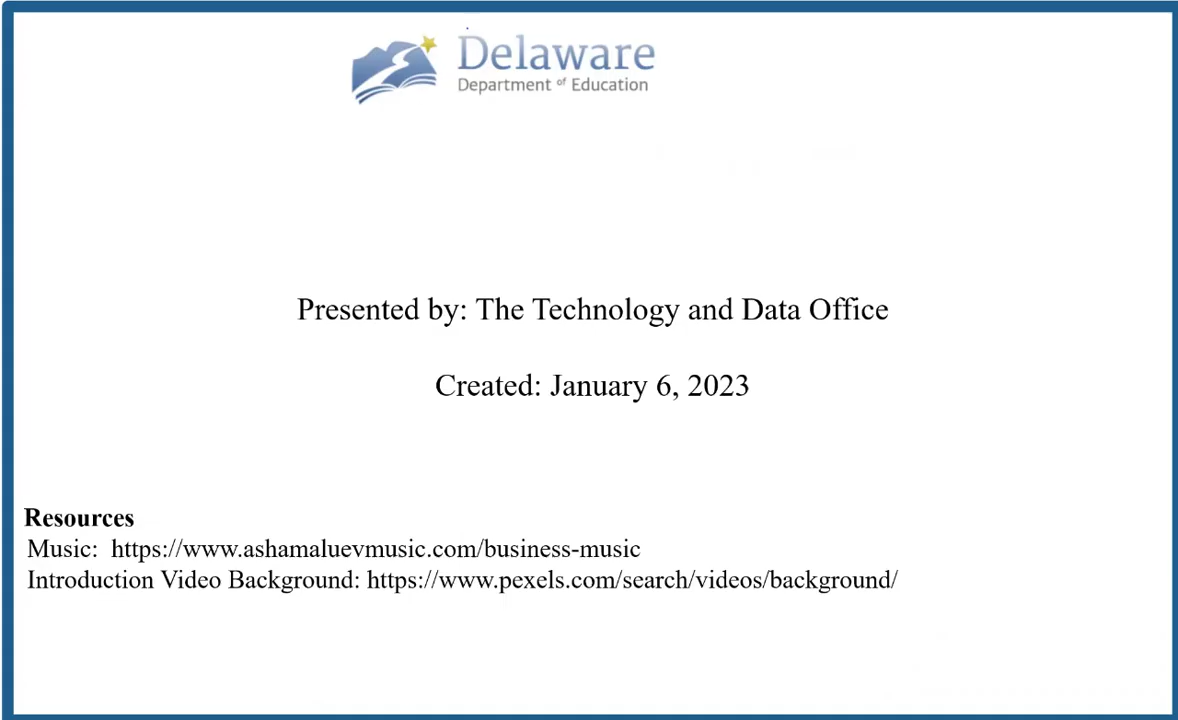 Delaware
Department of Education
Presented by: The Technology and Data Office
Created: January 6, 2023
Resources
Music:  https://www.ashamaluevmusic.com/business-music
Introduction Video Background: https://www.pexels.com/search/videos/background/